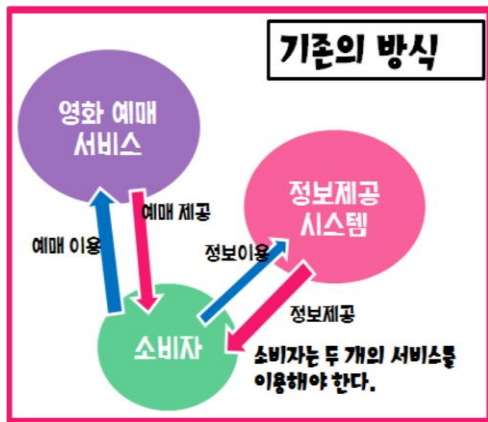 기존의 방식
영화 예매
서비스
정보제공
시스템
예매 제공
예매 이용
정보이용
정보제공
소비자
소비자는 두 개의 서비스를
이용해야 한다.